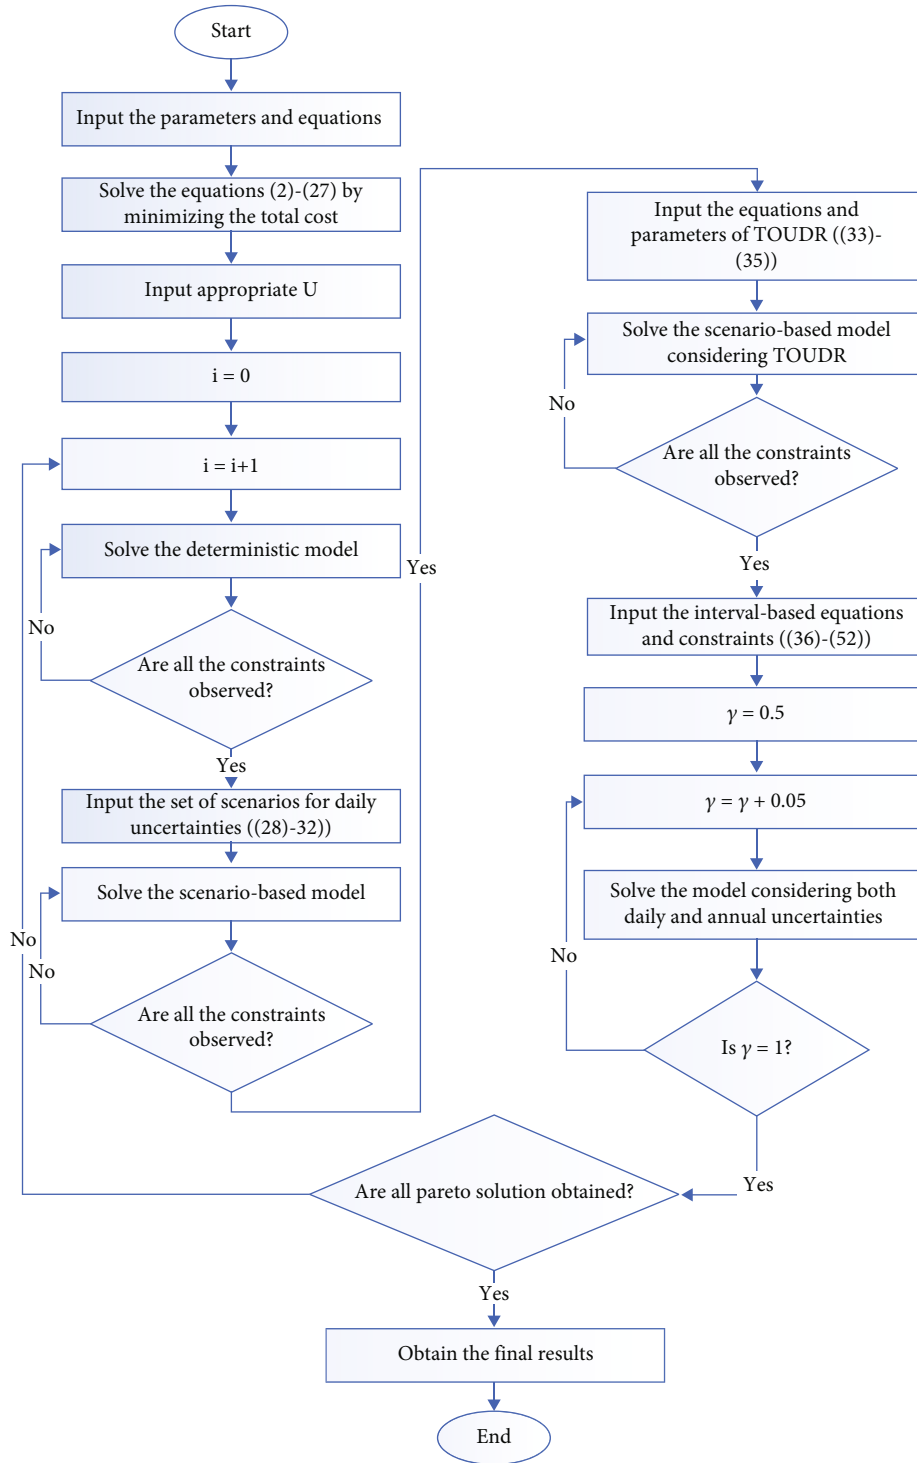 Start
Input the parameters and equations
Solve the equations (2)-(27) by
minimizing the total cost
Input appropriate U
i = 0
i = i+1
Solve the deterministic model
No
Are all the constraints
observed?
Yes
Input the set of scenarios for daily
uncertainties ((28)-32))
Solve the scenario-based model
No
No
Are all the constraints
observed?
Yes
Input the equations and
parameters of TOUDR ((33)-
(35))
Solve the scenario-based model
considering TOUDR
No
Are all the constraints
observed?
Yes
Input the interval-based equations
and constraints ((36)-(52))
γ = 0.5
γ = γ + 0.05
Solve the model considering both
daily and annual uncertainties
No
Is γ = 1?
Yes
Are all pareto solution obtained?
Yes
Obtain the final results
End